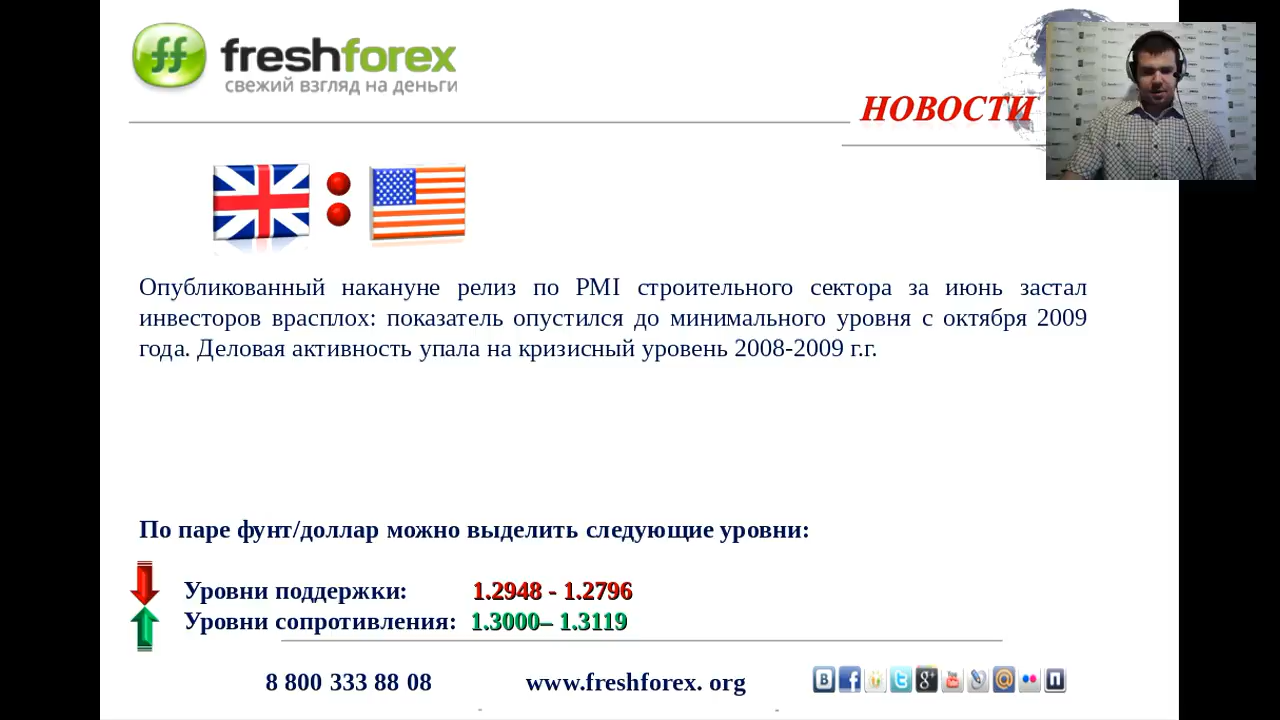 freshforex
свежий взгляд на деньги
НОВОСТИ
Опубликованный накануне релиз по PMI строительного сектора за июнь застал
инвесторов врасплох: показатель опустился до минимального уровня с октября 2009
года. Деловая активность упала на кризисный уровень 2008-2009 г.г.
По паре фунт/доллар можно выделить следующие уровни:
Уровни поддержки: 1.2948 - 1.2796
Уровни сопротивления: 1.3000– 1.3119
8 800 333 88 08 www.freshforex. org